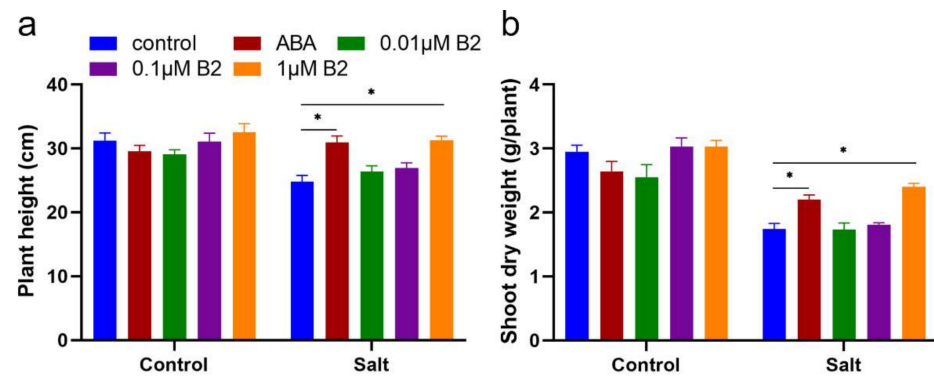 a
control ABA 0.01μM B2
0.1μM B2 1μM B2
Plant height (cm)
40
30
20
10
0
* *
Control Salt
b
Shoot dry weight (g/plant)
4
3
2
1
0
* *
Control Salt